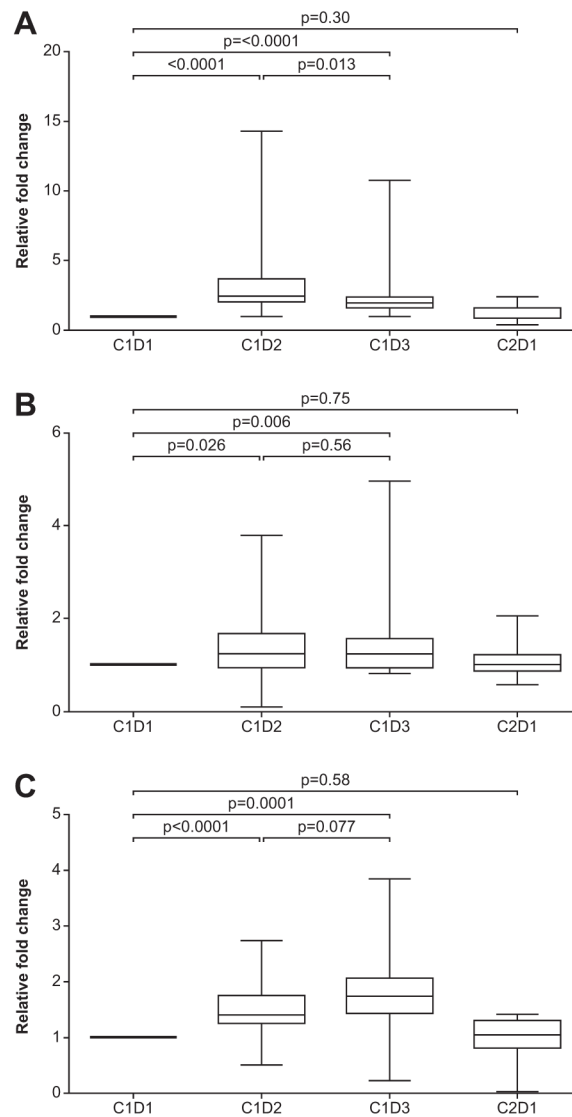 A
p=0.30
p=<0.0001
<0.0001 p=0.013
20
15
10
5
0
Relative fold change
C1D1 C1D2 C1D3 C2D1
B
p=0.75
p=0.006
p=0.026 p=0.56
6
4
2
0
Relative fold change
C1D1 C1D2 C1D3 C2D1
C
p=0.58
p=0.0001
p<0.0001 p=0.077
5
4
3
2
1
0
Relative fold change
C1D1 C1D2 C1D3 C2D1